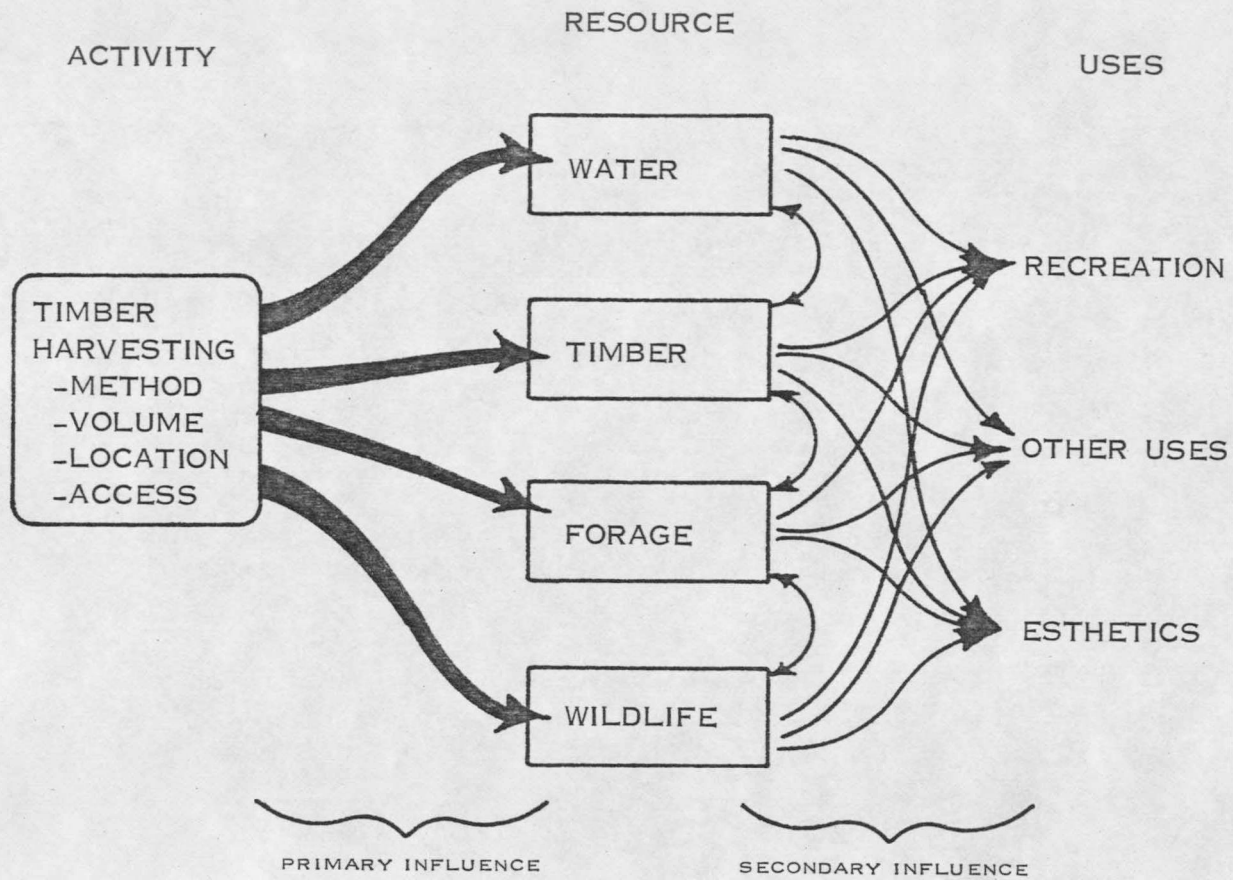 RESOURCE
ACTIVITY
USES
WATER
RECREATION
TIMBER
HARVESTING
-METHOD
-VOLUME
-LOCATION
-ACCESS
TIMBER
OTHER USES
FORAGE
ESTHETICS
WILDLIFE
PRIMARY INFLUENCE
SECONDARY INFLUENCE